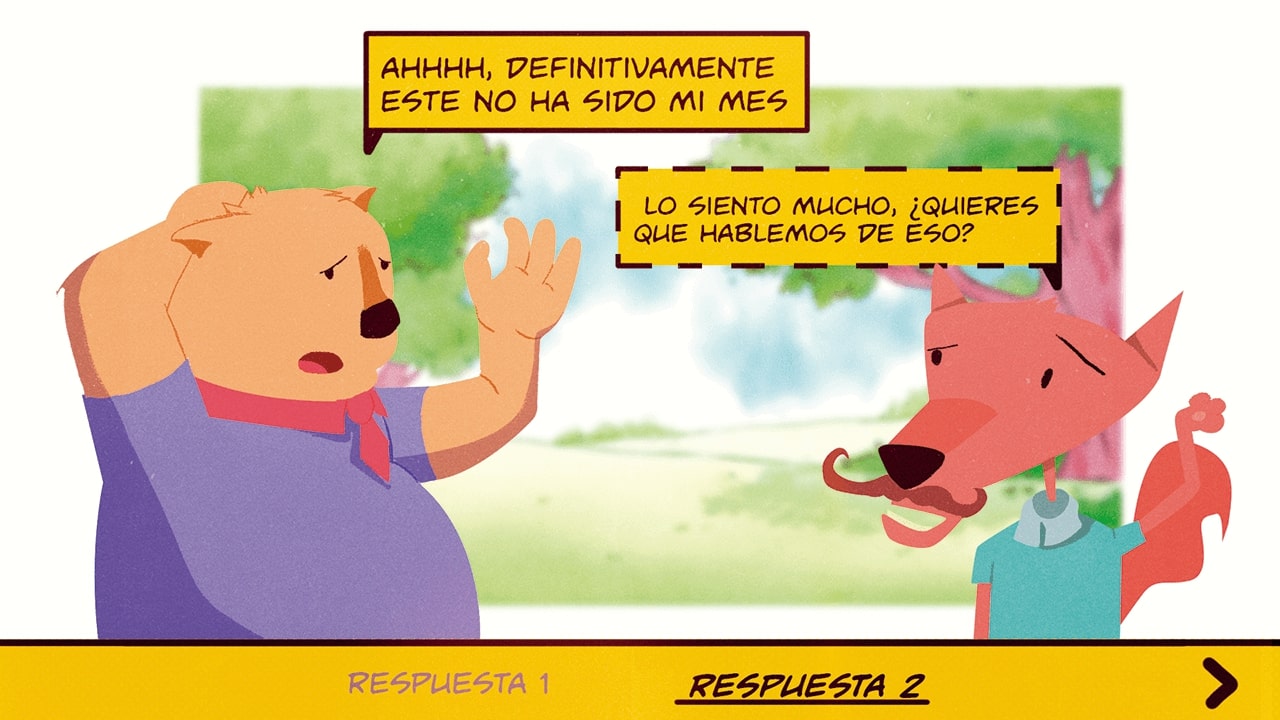 AHHHH, DEFINITIVAMENTE
ESTE NO HA SIDO MI MES
LO SIENTO MUCHO, ¿QUIERES
QUE HABLEMOS DE ESO?
RESPUESTA 1
RESPUESTA 2